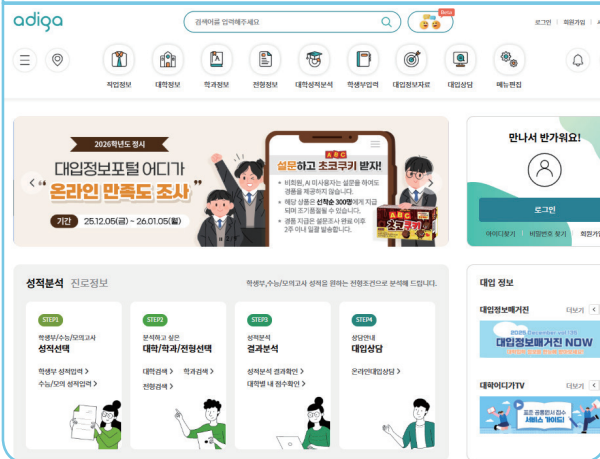 adiga
검색어를 입력해주세요
Beta
로그인 회원가입
직업정보 대학정보 학과정보 전형정보 대학성적분석 학생부입력 대입정보자료 대입상담 메뉴편집
2026학년도 정시
대입정보포털 어디가
“온라인 만족도 조사”
기간 25.12.05(금) ~ 26.01.05(월)
A B C
설문하고 초코쿠키 받자!
• 비회원, AI 미사용자는 설문을 하여도
경품을 제공하지 않습니다.
• 해당 상품은 선착순 300명에게 지급
되며 조기품절될 수 있습니다.
• 경품 지급은 설문조사 완료 이후
2주 이내 일괄 발송합니다.
A B C
초코쿠키
만나서 반가워요!
로그인
아이디찾기 비밀번호 찾기 회원가입
성적분석 진로정보
학생부,수능/모의고사 성적을 원하는 전형조건으로 분석해 드립니다.
STEP1
학생부/수능/모의고사
성적선택
학생부 성적입력 >
수능/모의 성적입력 >
STEP2
분석하고 싶은
대학/학과/전형선택
대학검색 > 학과검색 >
전형검색 >
STEP3
성적분석
결과분석
성적분석 결과확인 >
대학별 내 점수확인 >
STEP4
상담안내
대입상담
온라인대입상담 >
대입 정보
대입정보매거진 더보기 <
2025 December vol.135
대입정보매거진 NOW
대학어디가TV 더보기 <
표준 공통원서 접수
서비스 가이드!